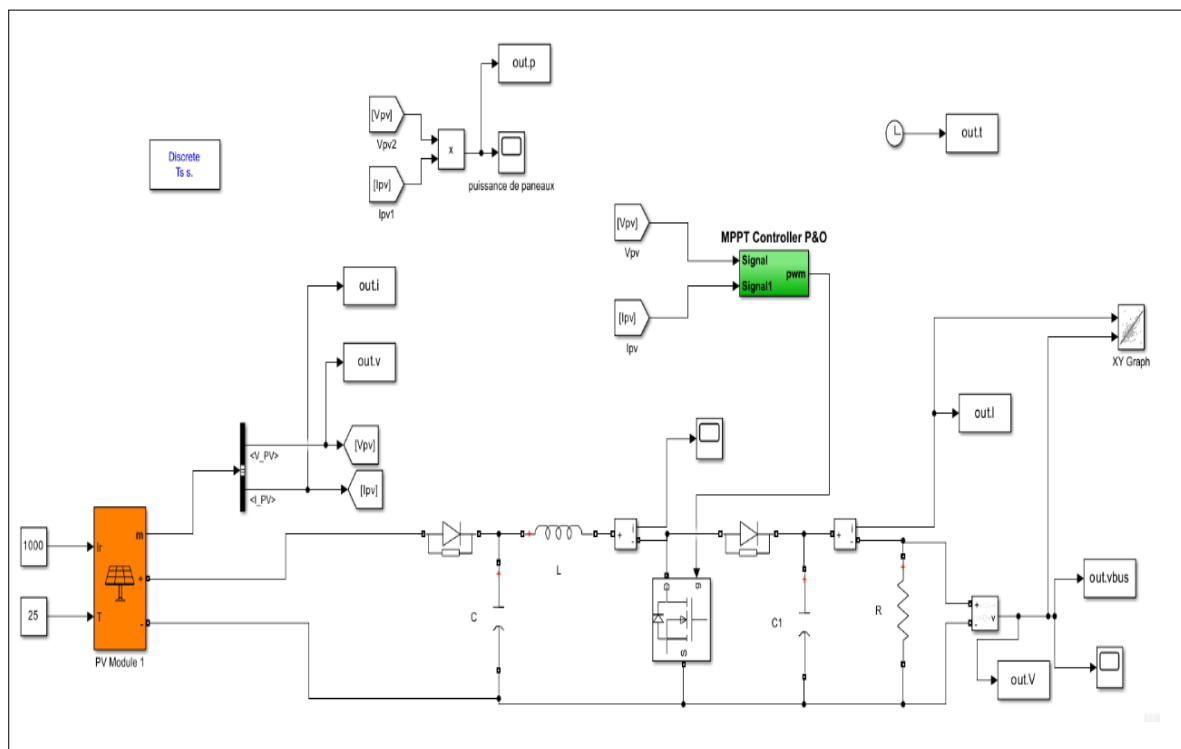 out.p
[Vpv]
Vpv2
x
[Ipv]
Ipv1
puissance de paneaux
out.t
Discrete
Ts s.
[Vpv]
Vpv
MPPT Controller P&O
Signal
Signal1
pwm
[Ipv]
Ipv
out.i
out.v
XY Graph
out.I
<V_PV>
[Vpv]
<I_PV>
[Ipv]
1000
Ir
m
+
T
-
25
PV Module 1
+
L
+
i
-
+
C
g
D
S
+
C1
+
i
-
+
R
+
-
v
out.vbus
out.V